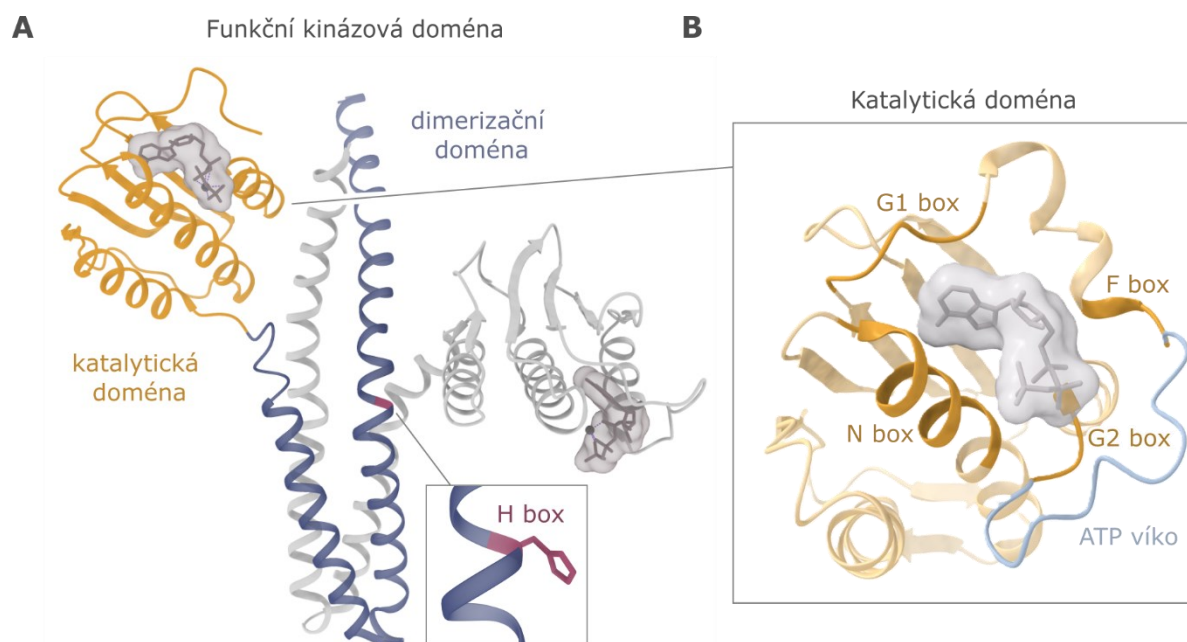 A
Funkční kinázová doména
B
dimerizační
doména
katalytická
doména
H box
Katalytická doména
G1 box
F box
N box
G2 box
ATP víko